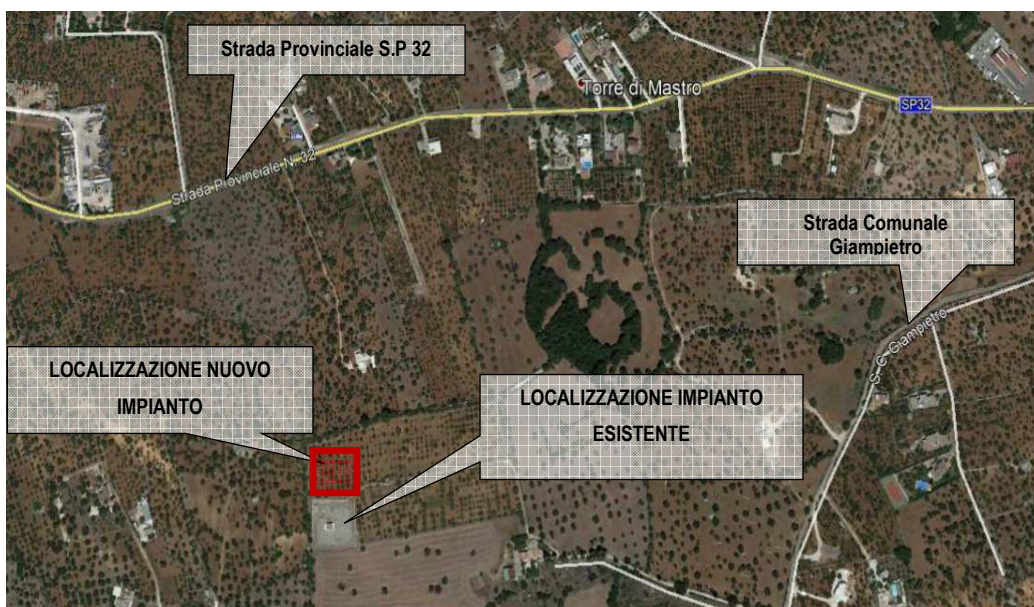 Strada Provinciale S.P 32
Torre di Mastro
SP32
Strada Provinciale N. 32
Strada Comunale
Giampietro
S. C. Giampietro
LOCALIZZAZIONE NUOVO
IMPIANTO
LOCALIZZAZIONE IMPIANTO
ESISTENTE